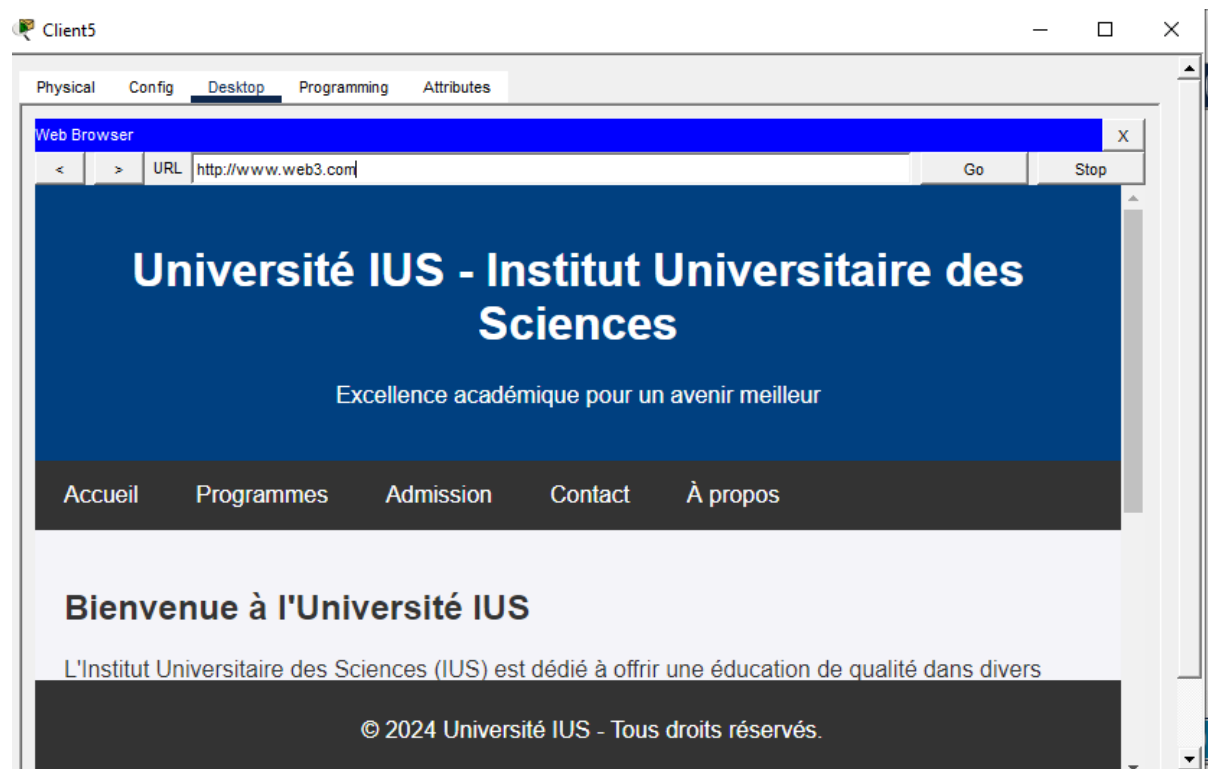 Client5
Physical Config Desktop Programming Attributes
Web Browser X
< > URL http://www.web3.com Go Stop
Université IUS - Institut Universitaire des
Sciences
Excellence académique pour un avenir meilleur
Accueil Programmes Admission Contact À propos
Bienvenue à l'Université IUS
L'Institut Universitaire des Sciences (IUS) est dédié à offrir une éducation de qualité dans divers
© 2024 Université IUS - Tous droits réservés.